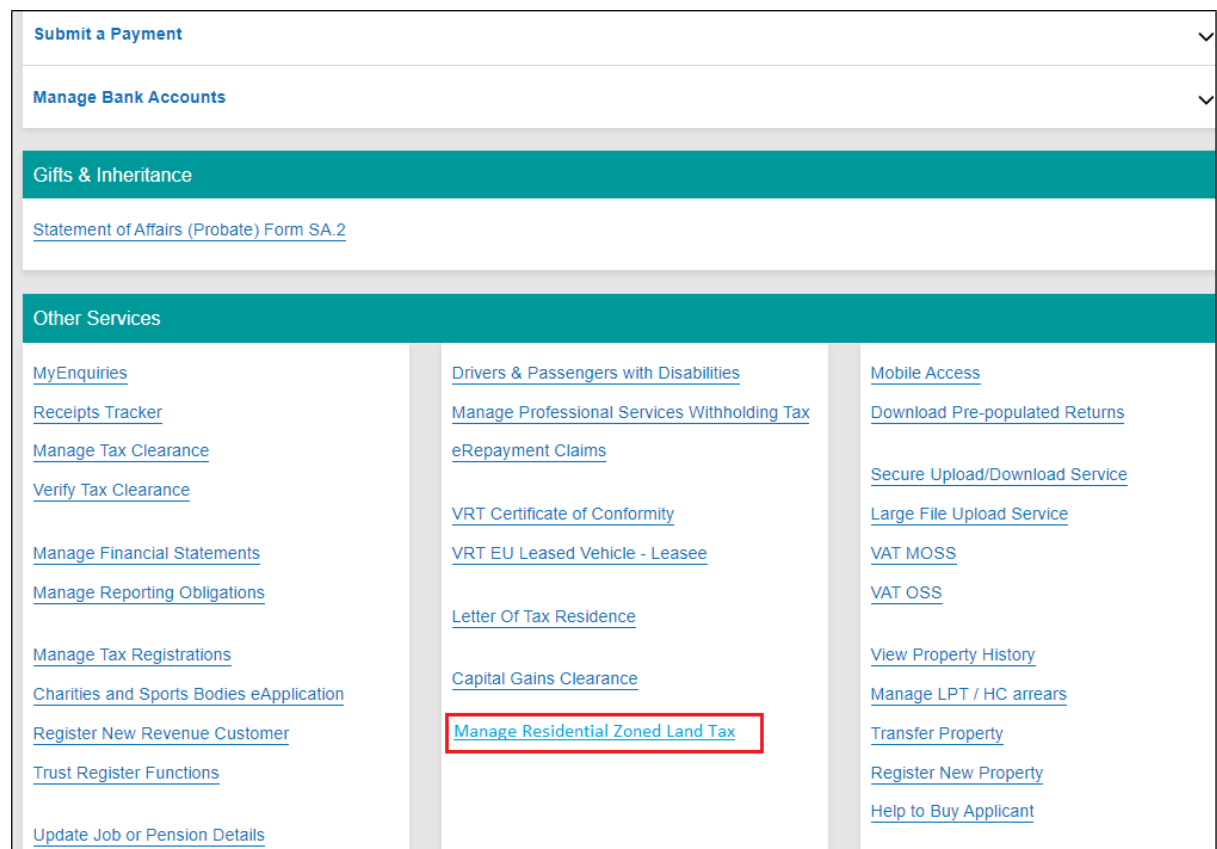 Submit a Payment
Manage Bank Accounts
Gifts & Inheritance
Statement of Affairs (Probate) Form SA.2
Other Services
MyEnquiries
Receipts Tracker
Manage Tax Clearance
Verify Tax Clearance
Manage Financial Statements
Manage Reporting Obligations
Manage Tax Registrations
Charities and Sports Bodies eApplication
Register New Revenue Customer
Trust Register Functions
Update Job or Pension Details
Drivers & Passengers with Disabilities
Manage Professional Services Withholding Tax
eRepayment Claims
VRT Certificate of Conformity
VRT EU Leased Vehicle - Leasee
Letter Of Tax Residence
Capital Gains Clearance
Manage Residential Zoned Land Tax
Mobile Access
Download Pre-populated Returns
Secure Upload/Download Service
Large File Upload Service
VAT MOSS
VAT OSS
View Property History
Manage LPT / HC arrears
Transfer Property
Register New Property
Help to Buy Applicant